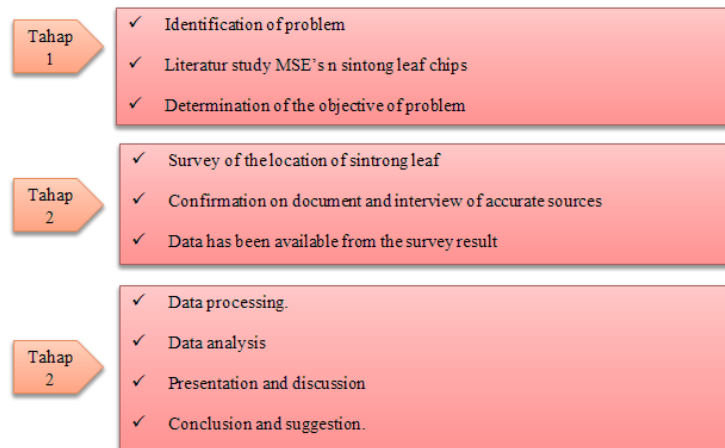 Tahap
1
✓ Identification of problem
✓ Literatur study MSE's n sintong leaf chips
✓ Determination of the objective of problem
Tahap
2
✓ Survey of the location of sintrong leaf
✓ Confirmation on document and interview of accurate sources
✓ Data has been available from the survey result
Tahap
2
✓ Data processing.
✓ Data analysis
✓ Presentation and discussion
✓ Conclusion and suggestion.